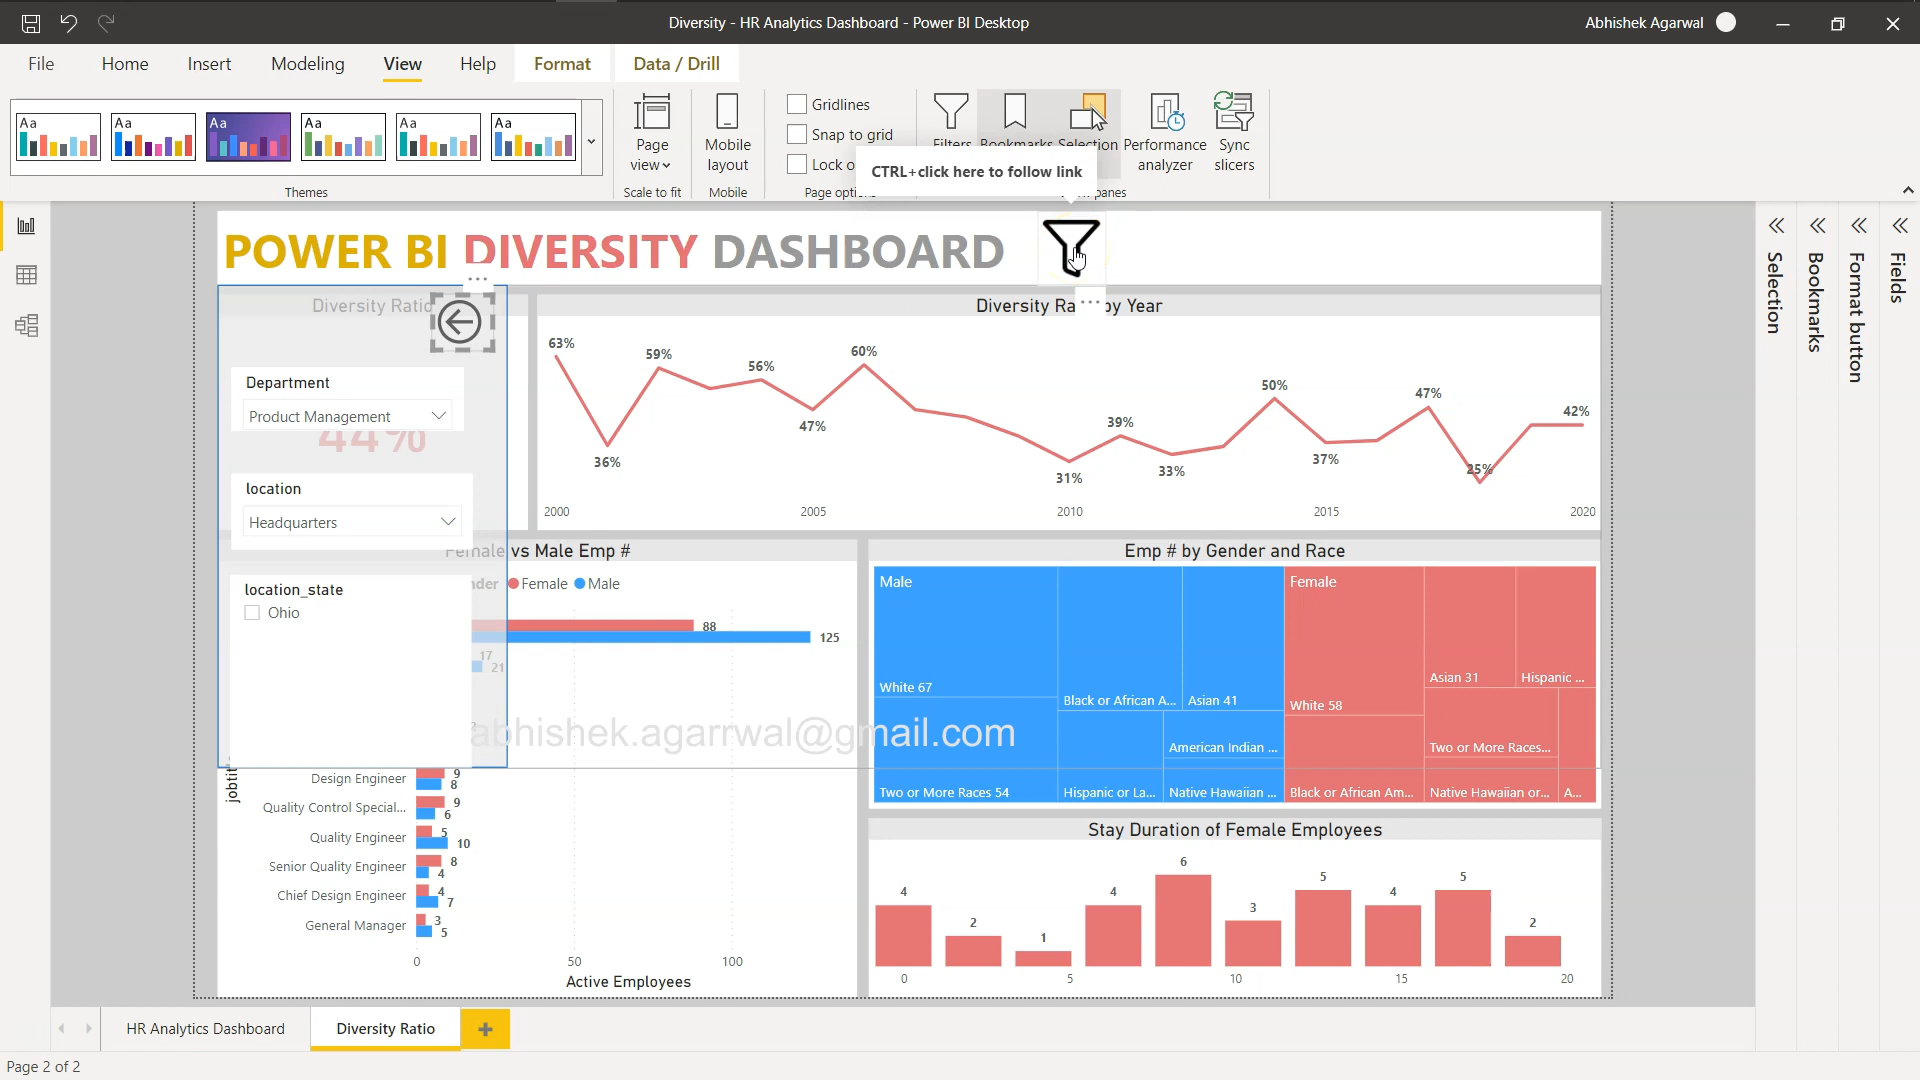 Diversity - HR Analytics Dashboard - Power BI Desktop
Abhishek Agarwal
File Home Insert Modeling View Help Format Data / Drill
Aa Aa Aa Aa Aa Aa
Page view
Mobile layout
Gridlines
Snap to grid
Lock o
Filters
Bookmarks
Selection
Performance analyzer
Sync slicers
CTRL+click here to follow link
Themes
Scale to fit
Mobile
Page option
panes
POWER BI DIVERSITY DASHBOARD
Diversity Ratio
Department
Product Management
44%
location
Headquarters
location_state
Ohio
Diversity Ra by Year
63% 36% 59% 56% 47% 60% 31% 39% 33% 50% 37% 47% 25% 42%
2000 2005 2010 2015 2020
Female vs Male Emp #
nder Female Male
88
125
17
21
jobtit
Design Engineer 9 8
Quality Control Special... 9 6
Quality Engineer 5 10
Senior Quality Engineer 8 4
Chief Design Engineer 4 7
General Manager 3 5
0 50 100
Active Employees
abhishek.agarrwal@gmail.com
Emp # by Gender and Race
Male
White 67
Two or More Races 54
Black or African A...
Asian 41
Hispanic or La...
American Indian ...
Native Hawaiian ...
Female
White 58
Black or African Am...
Asian 31
Hispanic ...
Two or More Races...
Native Hawaiian or...
A...
Stay Duration of Female Employees
4 2 1 4 6 3 5 4 5 2
0 5 10 15 20
Selection
Bookmarks
Format button
Fields
HR Analytics Dashboard
Diversity Ratio
Page 2 of 2